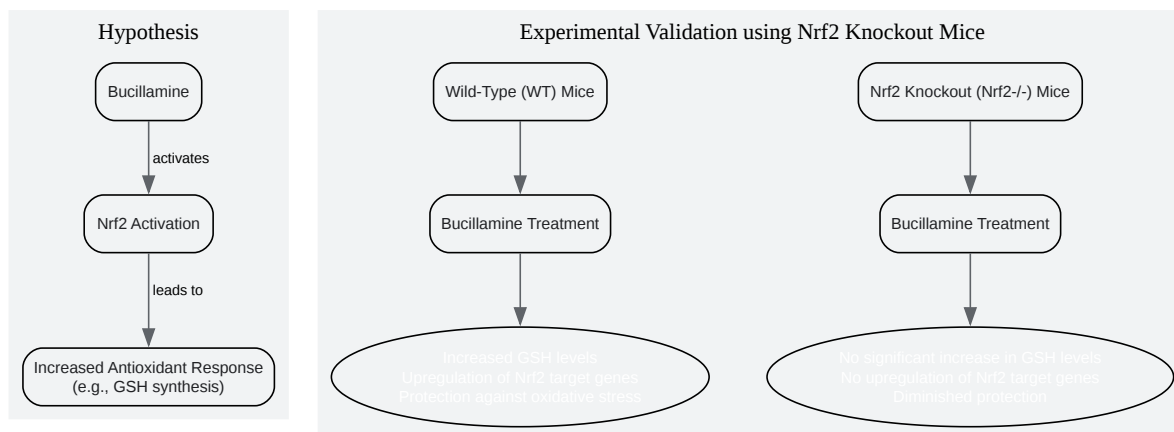 Hypothesis
Bucillamine
activates
Nrf2 Activation
leads to
Increased Antioxidant Response
(e.g., GSH synthesis)
Experimental Validation using Nrf2 Knockout Mice
Wild-Type (WT) Mice
Bucillamine Treatment
Increased GSH levels
Upregulation of Nrf2 target genes
Protection against oxidative stress
Nrf2 Knockout (Nrf2-/-) Mice
Bucillamine Treatment
No significant increase in GSH levels
No upregulation of Nrf2 target genes
Diminished protection